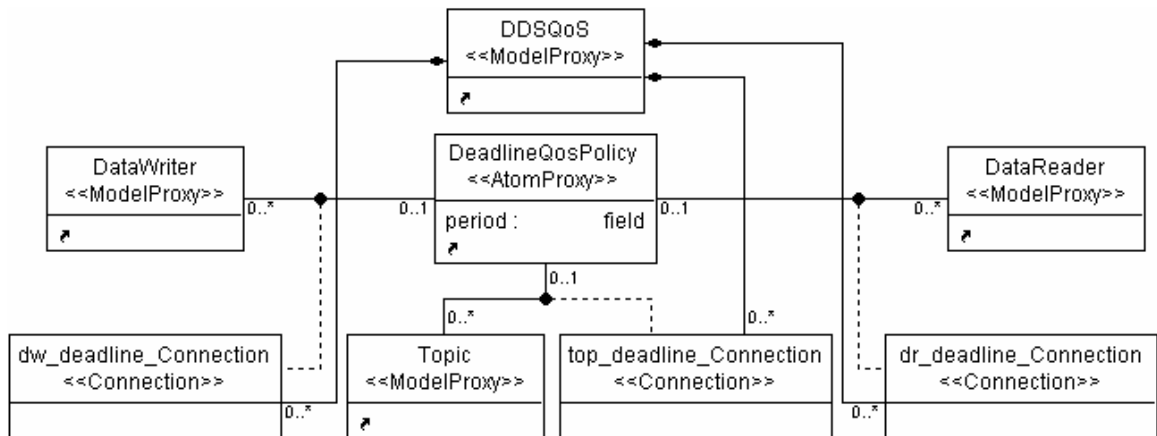 DDSQoS
<<ModelProxy>>
DataWriter
<<ModelProxy>>
0..*
DeadlineQosPolicy
<<AtomProxy>>
period : field
0..1
0..1
0..1
DataReader
<<ModelProxy>>
0..*
dw_deadline_Connection
<<Connection>>
0..*
Topic
<<ModelProxy>>
0..*
top_deadline_Connection
<<Connection>>
0..*
dr_deadline_Connection
<<Connection>>
0..*